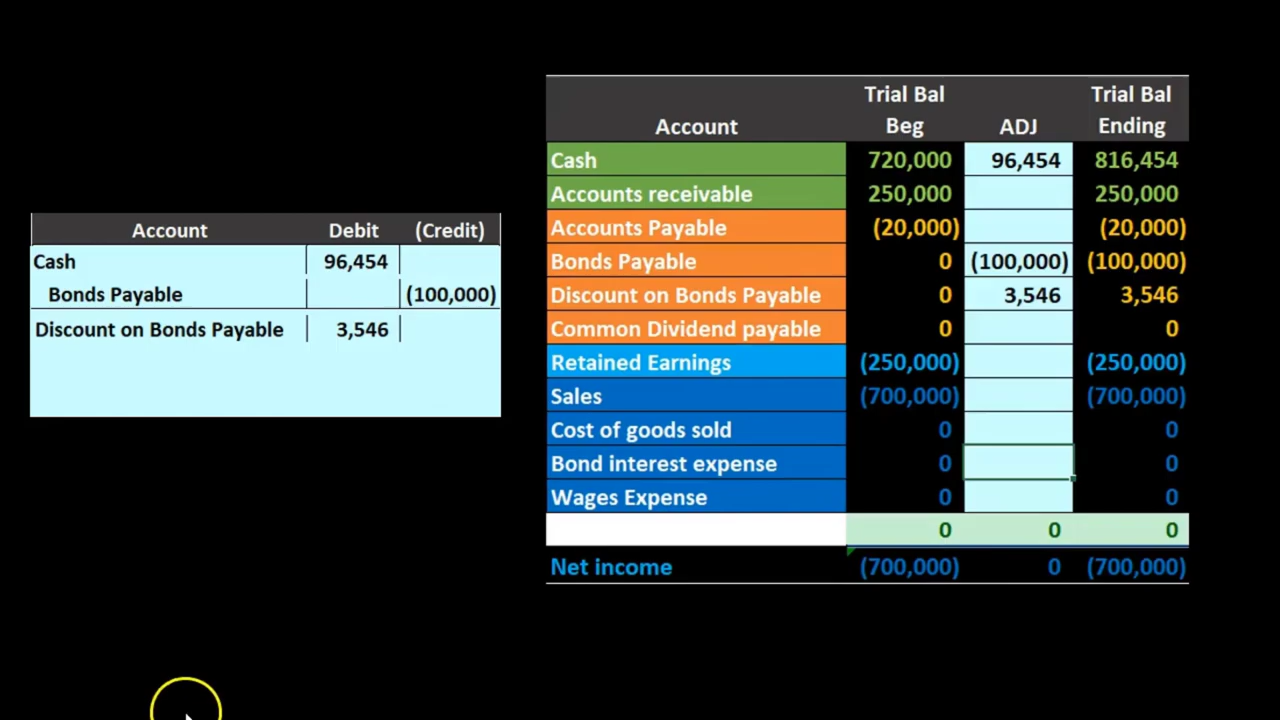 Account Debit (Credit)
Cash 96,454
Bonds Payable (100,000)
Discount on Bonds Payable 3,546
Account Trial Bal Beg ADJ Trial Bal Ending
Cash 720,000 96,454 816,454
Accounts receivable 250,000 250,000
Accounts Payable (20,000) (20,000)
Bonds Payable 0 (100,000) (100,000)
Discount on Bonds Payable 0 3,546 3,546
Common Dividend payable 0 0
Retained Earnings (250,000) (250,000)
Sales (700,000) (700,000)
Cost of goods sold 0 0
Bond interest expense 0 0
Wages Expense 0 0
0 0 0
Net income (700,000) 0 (700,000)